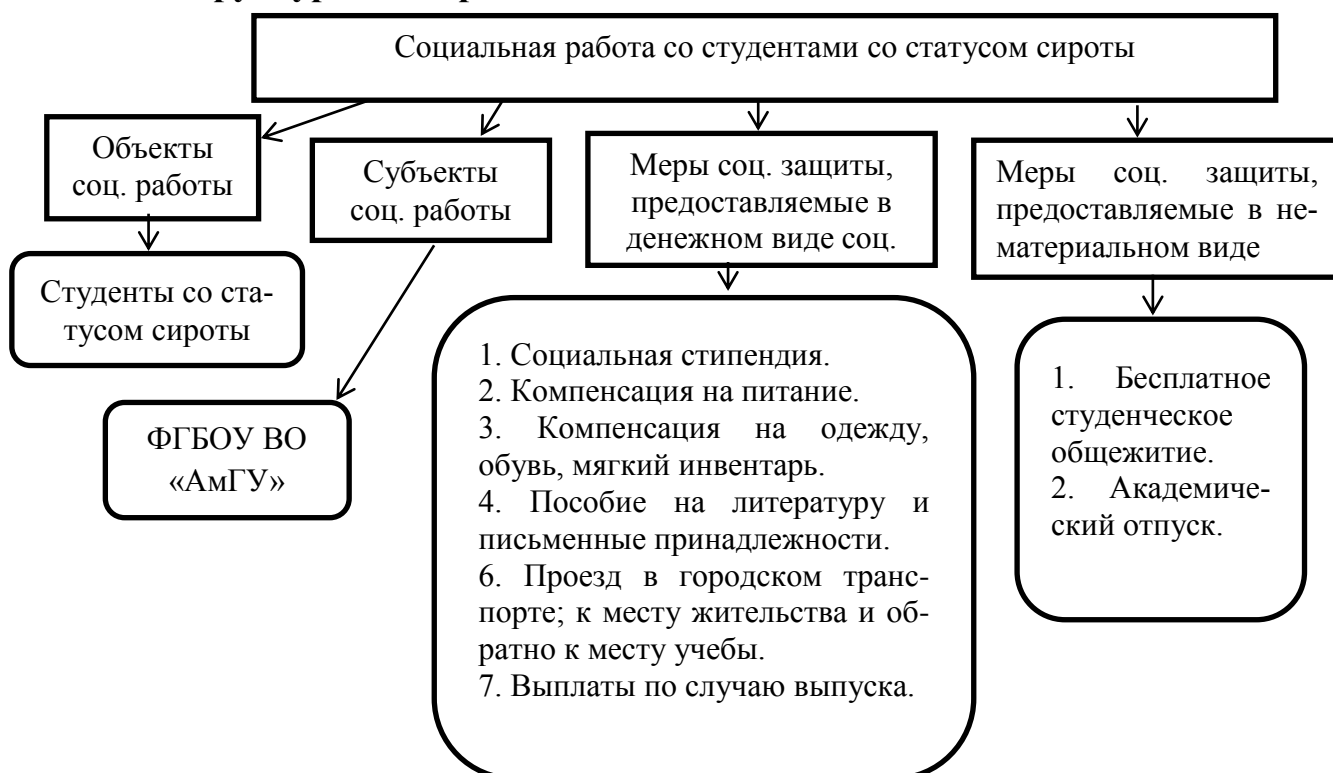 Социальная работа со студентами со статусом сироты
Объекты
соц. работы
Субъекты
соц. работы
Меры соц. защиты,
предоставляемые в
денежном виде соц.
Меры соц. защиты,
предоставляемые в не-
материальном виде
Студенты со ста-
тусом сироты
ФГБОУ ВО
«АмГУ»
1. Социальная стипендия.
2. Компенсация на питание.
3. Компенсация на одежду,
обувь, мягкий инвентарь.
4. Пособие на литературу и
письменные принадлежности.
6. Проезд в городском транс-
порте; к месту жительства и об-
ратно к месту учебы.
7. Выплаты по случаю выпуска.
1. Бесплатное
студенческое
общежитие.
2. Академиче-
ский отпуск.